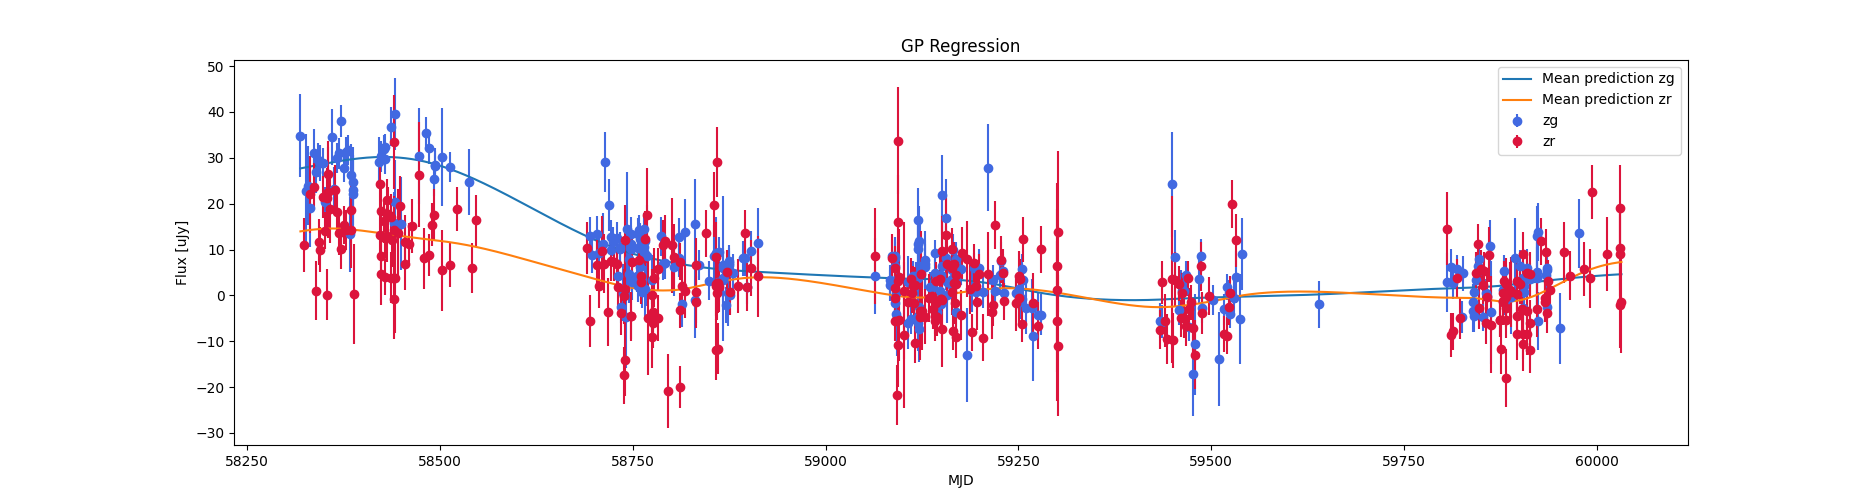 GP Regression
Flux [uJy]
50
40
30
20
10
0
−10
−20
−30
58250 58500 58750 59000 59250 59500 59750 60000
MJD
Mean prediction zg
Mean prediction zr
zg
zr